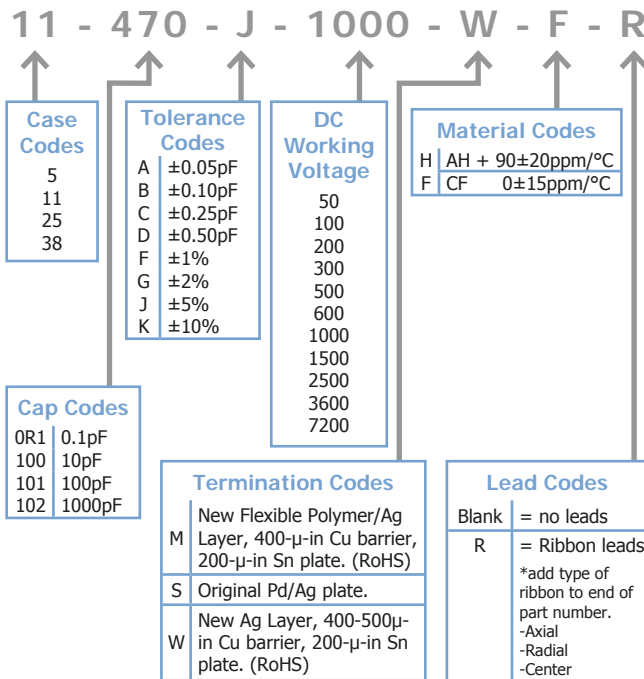 11 - 470 - J - 1000 - W - F - R
Case
Codes
5
11
25
38
Tolerance
Codes
A ±0.05pF
B ±0.10pF
C ±0.25pF
D ±0.50pF
F ±1%
G ±2%
J ±5%
K ±10%
DC
Working
Voltage
50
100
200
300
500
600
1000
1500
2500
3600
7200
Material Codes
H AH + 90±20ppm/°C
F CF 0±15ppm/°C
Cap Codes
0R1 0.1pF
100 10pF
101 100pF
102 1000pF
Termination Codes
M New Flexible Polymer/Ag
Layer, 400-µ-in Cu barrier,
200-µ-in Sn plate. (RoHS)
S Original Pd/Ag plate.
W New Ag Layer, 400-500µ-
in Cu barrier, 200-µ-in Sn
plate. (RoHS)
Lead Codes
Blank = no leads
R = Ribbon leads
*add type of
ribbon to end of
part number.
-Axial
-Radial
-Center